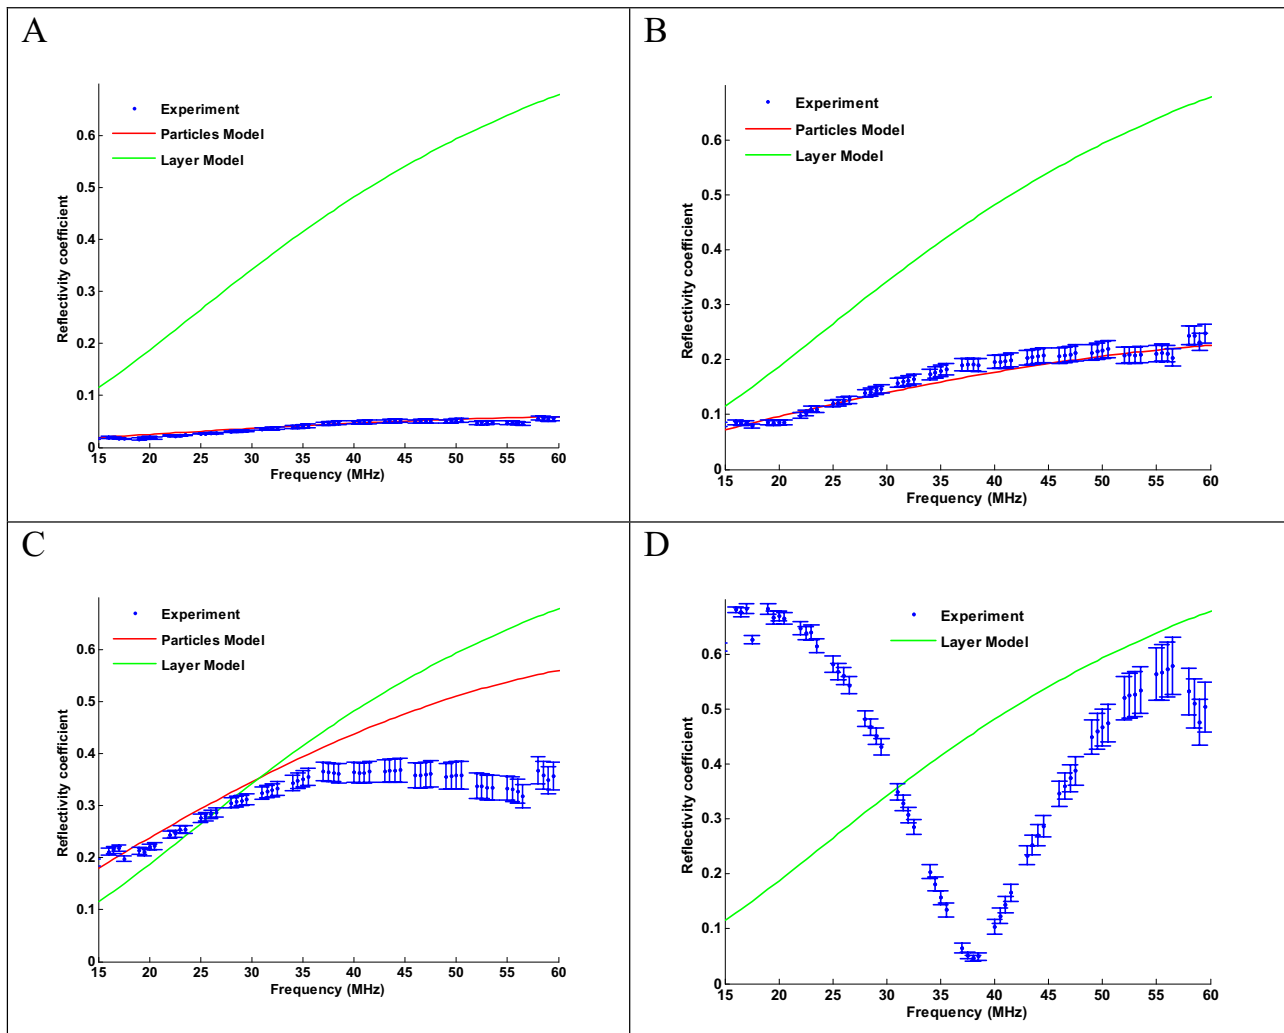 A
Experiment
Particles Model
Layer Model
Reflectivity coefficient
0.6
0.5
0.4
0.3
0.2
0.1
0
15 20 25 30 35 40 45 50 55 60
Frequency (MHz)
B
Experiment
Particles Model
Layer Model
Reflectivity coefficient
0.6
0.5
0.4
0.3
0.2
0.1
0
15 20 25 30 35 40 45 50 55 60
Frequency (MHz)
C
Experiment
Particles Model
Layer Model
Reflectivity coefficient
0.6
0.5
0.4
0.3
0.2
0.1
0
15 20 25 30 35 40 45 50 55 60
Frequency (MHz)
D
Experiment
Layer Model
Reflectivity coefficient
0.6
0.5
0.4
0.3
0.2
0.1
0
15 20 25 30 35 40 45 50 55 60
Frequency (MHz)